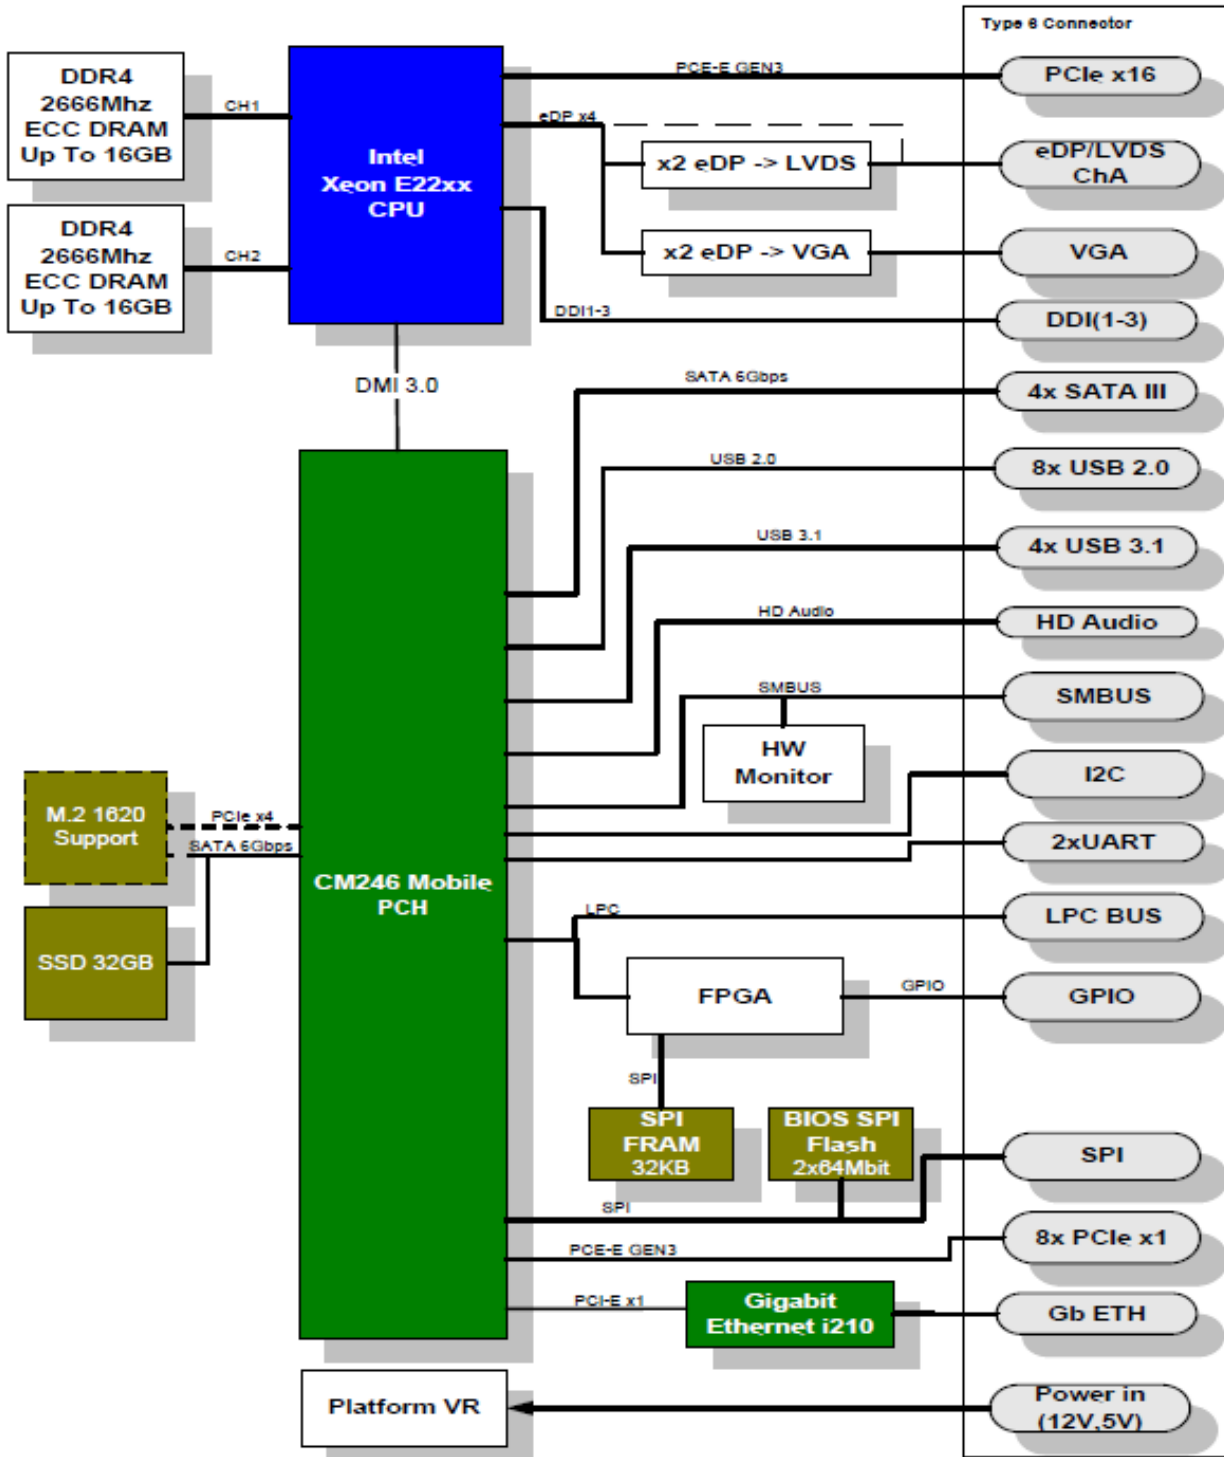 Type 6 Connector
DDR4
2666Mhz
ECC DRAM
Up To 16GB
CH1
DDR4
2666Mhz
ECC DRAM
Up To 16GB
CH2
Intel
Xeon E22xx
CPU
PCE-E GEN3
PCIe x16
eDP x4
x2 eDP -> LVDS
eDP/LVDS
ChA
x2 eDP -> VGA
VGA
DDI1-3
DDI(1-3)
DMI 3.0
SATA 6Gbps
4x SATA III
USB 2.0
8x USB 2.0
USB 3.1
4x USB 3.1
HD Audio
HD Audio
SMBUS
SMBUS
HW
Monitor
I2C
2xUART
M.2 1620
Support
PCIe x4
SATA 6Gbps
SSD 32GB
CM246 Mobile
PCH
LPC
LPC BUS
FPGA
GPIO
GPIO
SPI
SPI
FRAM
32KB
BIOS SPI
Flash
2x64Mbit
SPI
SPI
PCE-E GEN3
8x PCIe x1
PCI-E x1
Gigabit
Ethernet i210
Gb ETH
Platform VR
Power in
(12V,5V)